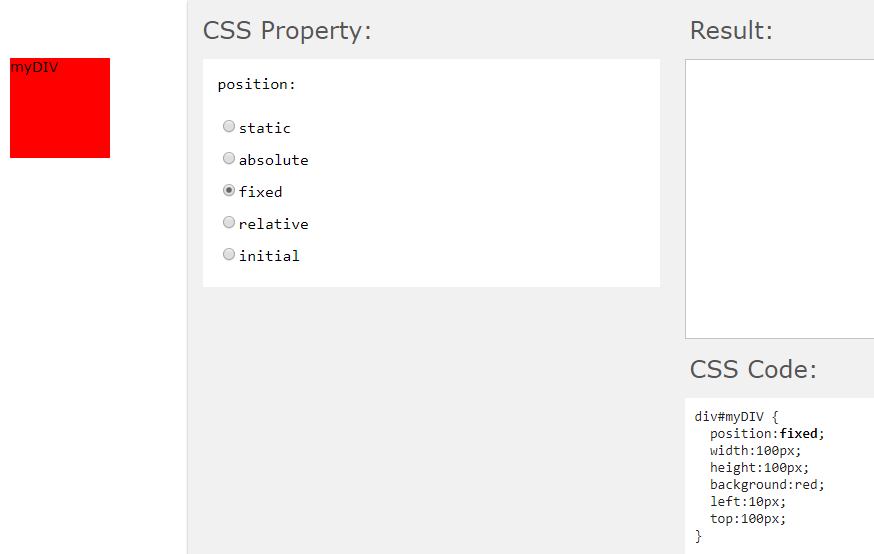 myDIV
CSS Property:
position:
static
absolute
fixed
relative
initial
Result:
CSS Code:
div#myDIV {
  position:fixed;
  width:100px;
  height:100px;
  background:red;
  left:10px;
  top:100px;
}